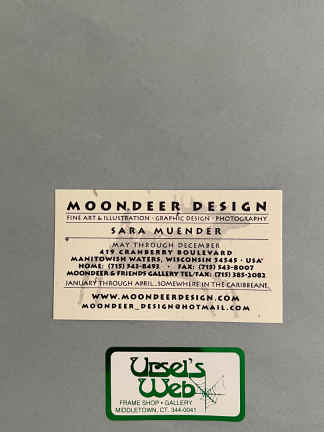 MOONDEER DESIGN
FINE ART & ILLUSTRATION · GRAPHIC DESIGN · PHOTOGRAPHY
SARA MUENDER
MAY THROUGH DECEMBER
419 CRANBERRY BOULEVARD
MANITOWISH WATERS, WISCONSIN 54545 · USA
HOME: (715) 543-8493 · FAX: (715) 543-8007
MOONDEER & FRIENDS GALLERY TEL/FAX: (715) 385-2082
JANUARY THROUGH APRIL...SOMEWHERE IN THE CARIBBEAN
WWW.MOONDEERDESIGN.COM
MOONDEER_DESIGN@HOTMAIL.COM
Ursel's
Web
FRAME SHOP • GALLERY
MIDDLETOWN, CT. 344-0041